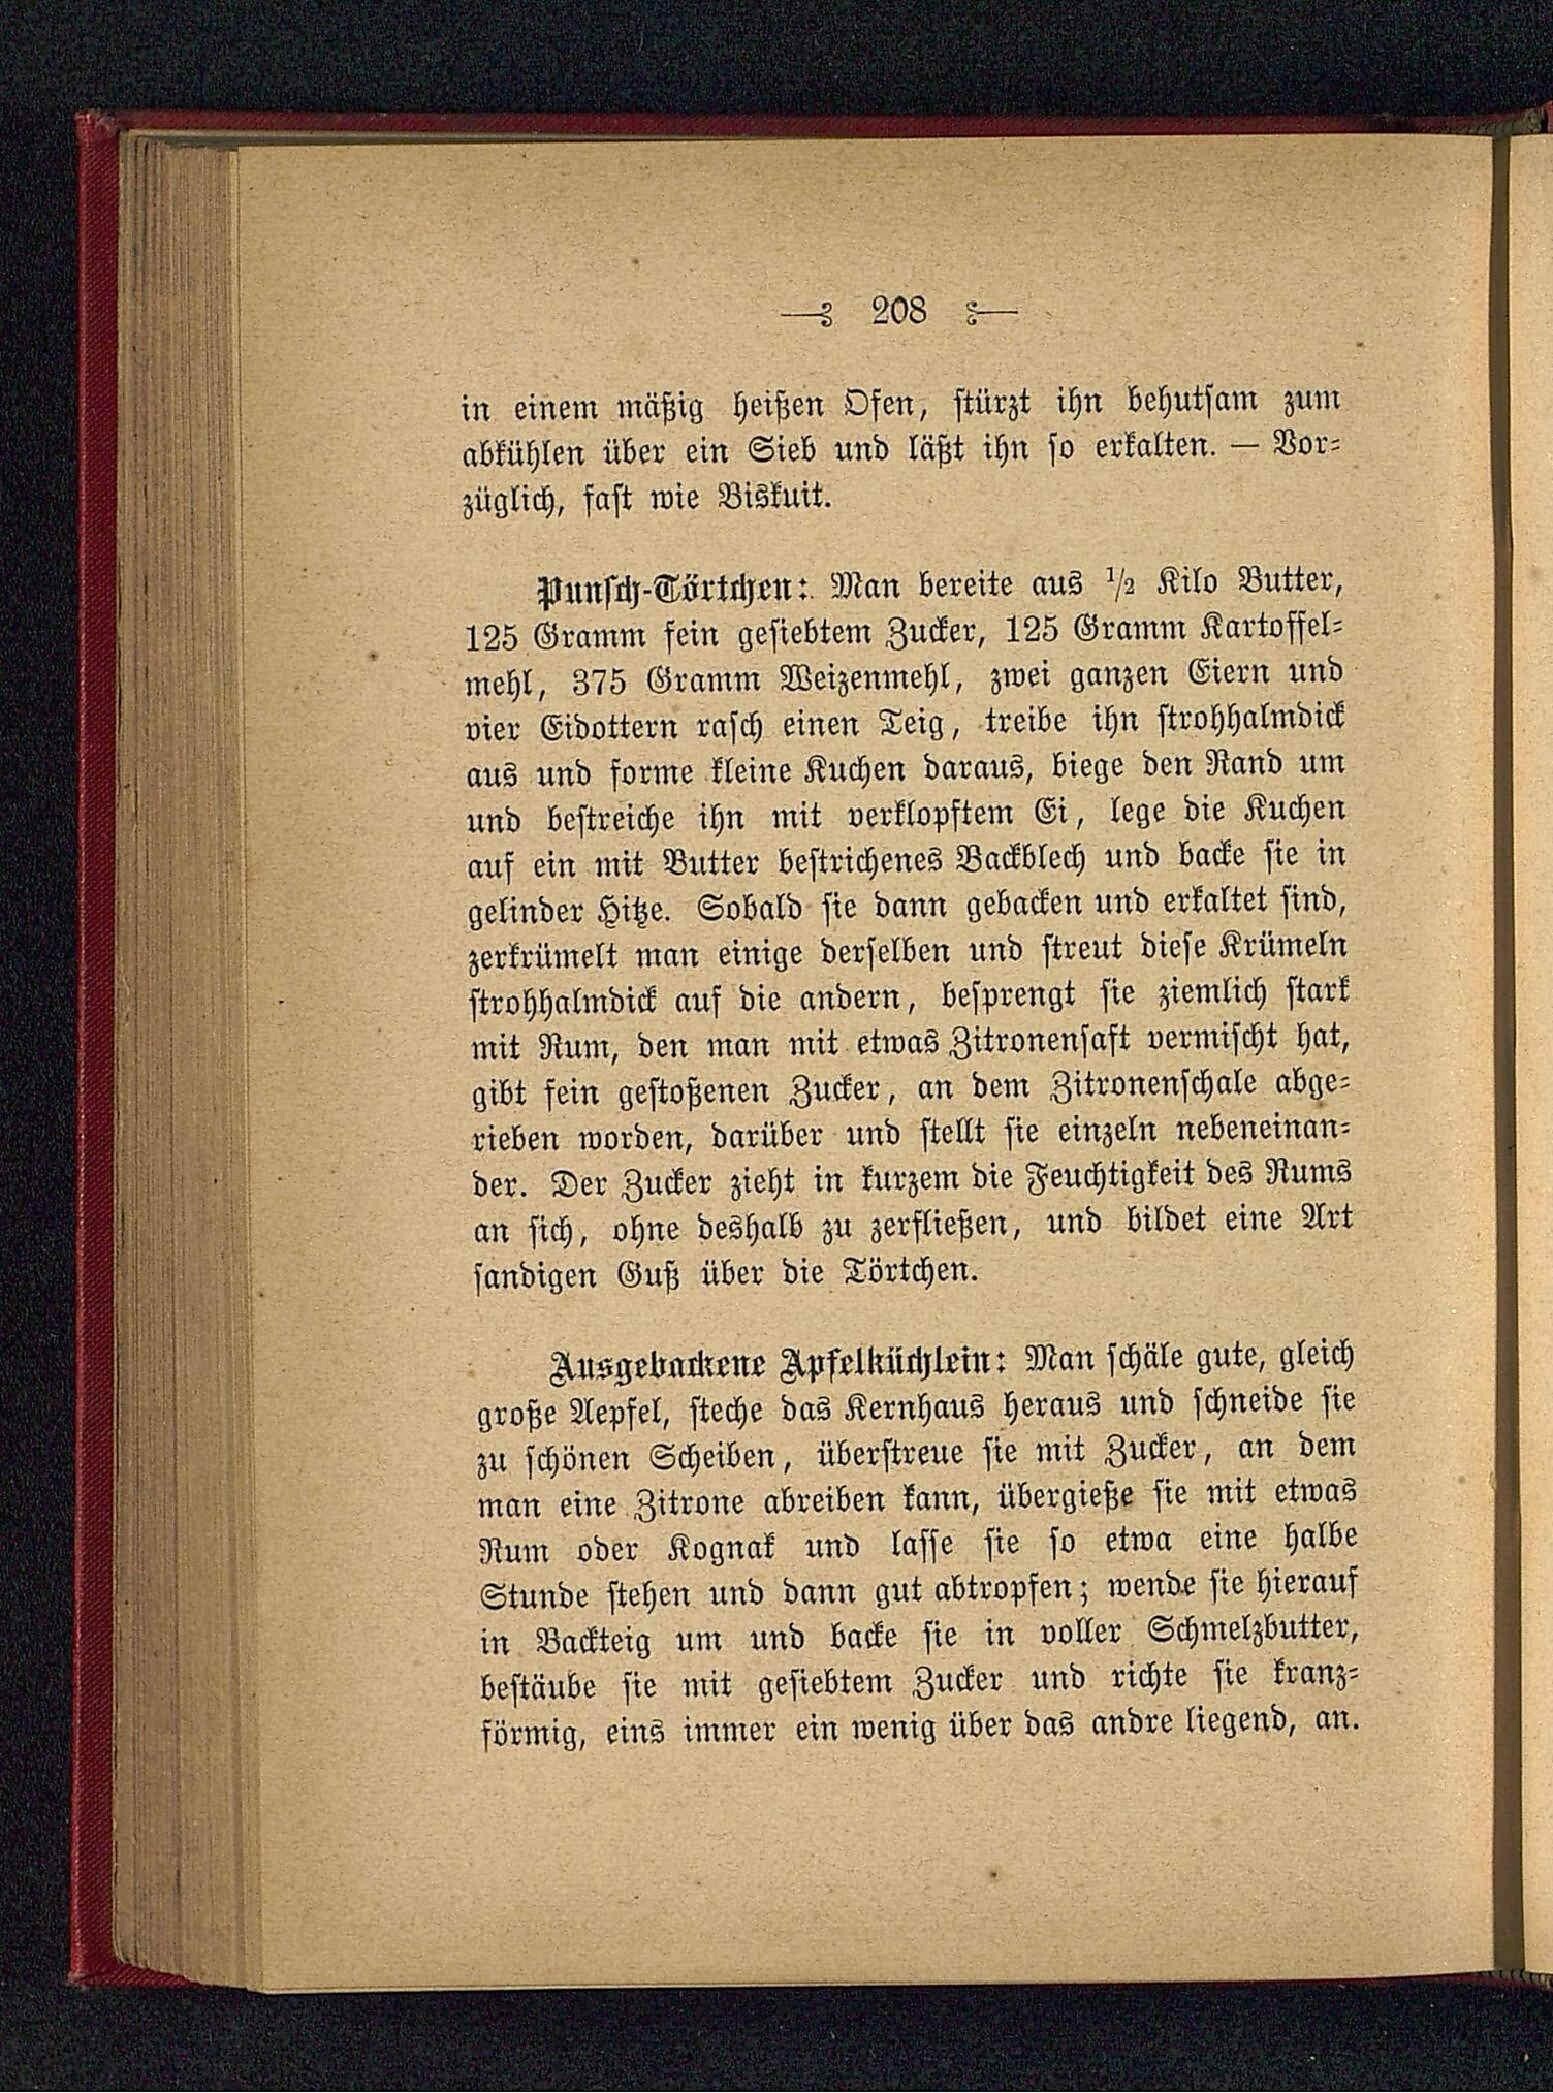 208
in einem mäßig heißen Ofen, stürzt ihn behutsam zum
abkühlen über ein Sieb und läßt ihn so erkalten. — Vor-
züglich, fast wie Biskuit.
Punsch-Törtchen: Man bereite aus 1/2 Kilo Butter,
125 Gramm fein gesiebtem Zucker, 125 Gramm Kartoffel-
mehl, 375 Gramm Weizenmehl, zwei ganzen Eiern und
vier Eidottern rasch einen Teig, treibe ihn strohhalmdick
aus und forme kleine Kuchen daraus, biege den Rand um
und bestreiche ihn mit verklopftem Ei, lege die Kuchen
auf ein mit Butter bestrichenes Backblech und backe sie in
gelinder Hitze. Sobald sie dann gebacken und erkaltet sind,
zerkrümelt man einige derselben und streut diese Krümeln
strohhalmdick auf die andern, besprengt sie ziemlich stark
mit Rum, den man mit etwas Zitronensaft vermischt hat,
gibt fein gestoßenen Zucker, an dem Zitronenschale abge-
rieben worden, darüber und stellt sie einzeln nebeneinan-
der. Der Zucker zieht in kurzem die Feuchtigkeit des Rums
an sich, ohne deshalb zu zerfließen, und bildet eine Art
sandigen Guß über die Törtchen.
Ausgebackene Apfelküchlein: Man schäle gute, gleich
große Aepfel, steche das Kernhaus heraus und schneide sie
zu schönen Scheiben, überstreue sie mit Zucker, an dem
man eine Zitrone abreiben kann, übergieße sie mit etwas
Rum oder Kognak und lasse sie so etwa eine halbe
Stunde stehen und dann gut abtropfen; wende sie hierauf
in Backteig um und backe sie in voller Schmelzbutter,
bestäube sie mit gesiebtem Zucker und richte sie kranz-
förmig, eins immer ein wenig über das andre liegend, an.